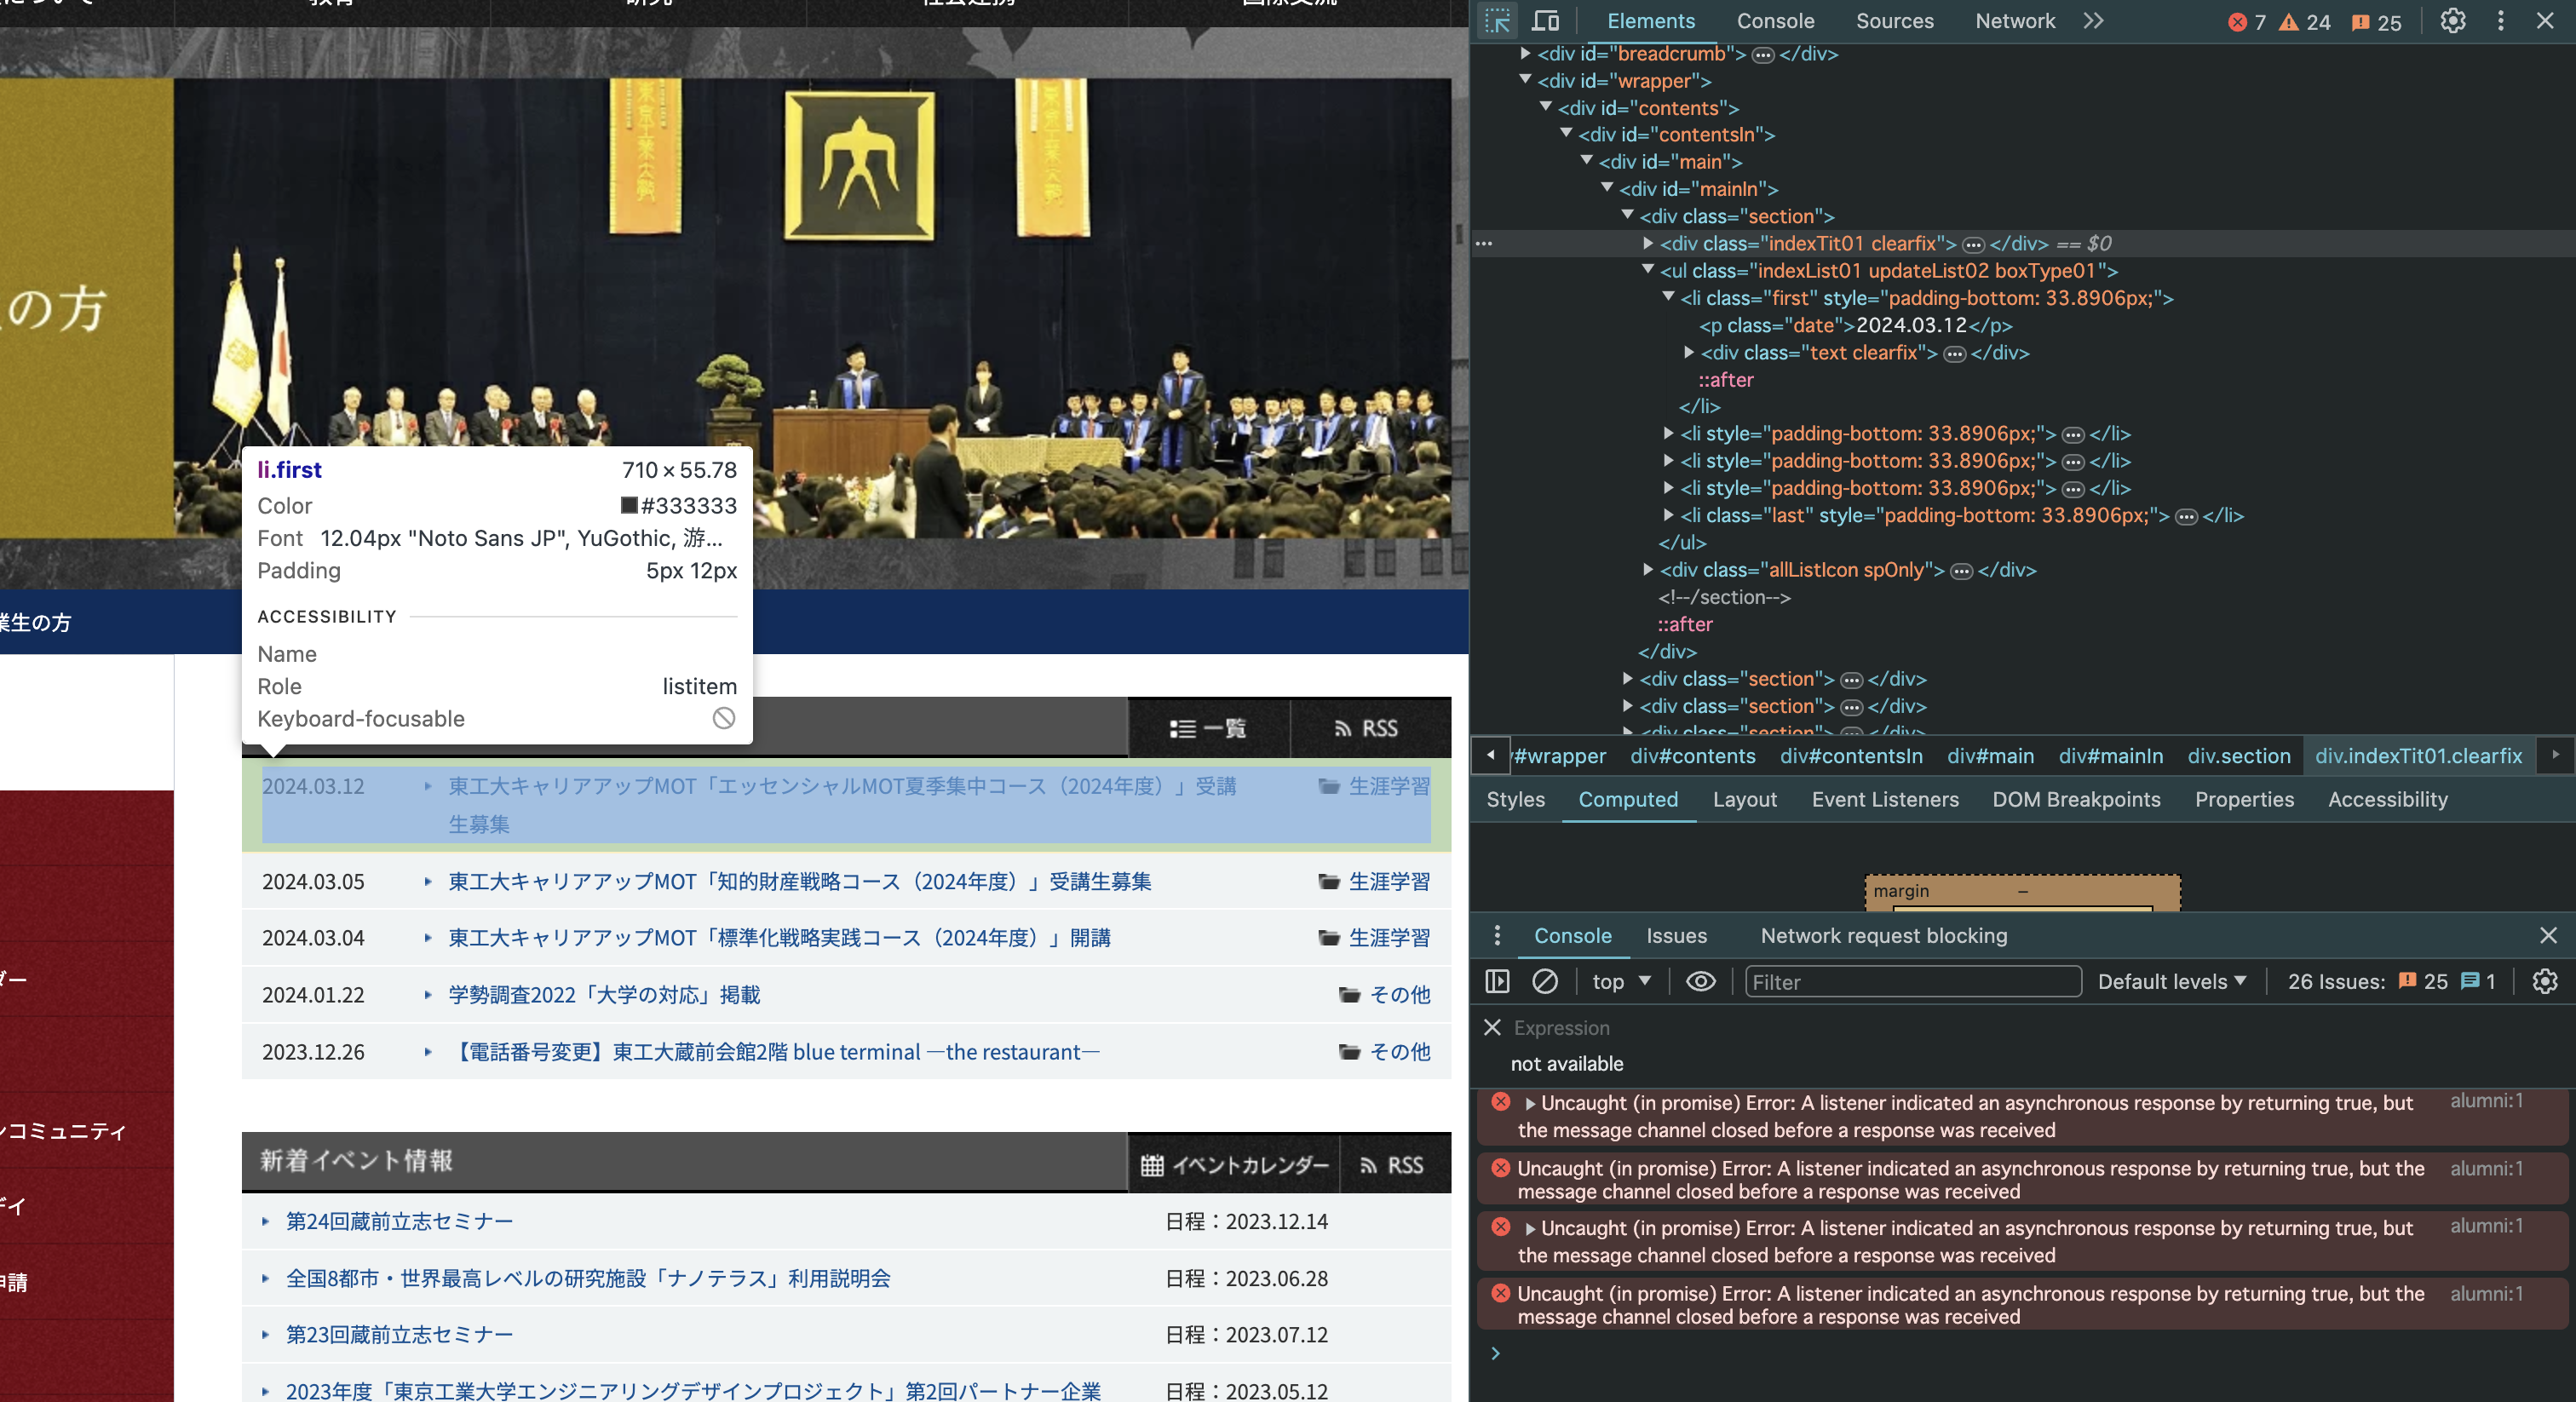 教育
研究
社会連携
国際交流
の方
東京工業大学
東京工業大学
業生の方
li.first 710 × 55.78
Color #333333
Font 12.04px "Noto Sans JP", YuGothic, 游...
Padding 5px 12px
ACCESSIBILITY
Name
Role listitem
Keyboard-focusable
一覧 RSS
2024.03.12 東工大キャリアアップMOT「エッセンシャルMOT夏季集中コース（2024年度）」受講 生涯学習
生募集
2024.03.05 東工大キャリアアップMOT「知的財産戦略コース（2024年度）」受講生募集 生涯学習
2024.03.04 東工大キャリアアップMOT「標準化戦略実践コース（2024年度）」開講 生涯学習
2024.01.22 学勢調査2022「大学の対応」掲載 その他
2023.12.26 【電話番号変更】東工大蔵前会館2階 blue terminal ―the restaurant― その他
ダー
ンコミュニティ
デイ
申請
新着イベント情報 イベントカレンダー RSS
第24回蔵前立志セミナー 日程：2023.12.14
全国8都市・世界最高レベルの研究施設「ナノテラス」利用説明会 日程：2023.06.28
第23回蔵前立志セミナー 日程：2023.07.12
2023年度「東京工業大学エンジニアリングデザインプロジェクト」第2回パートナー企業 日程：2023.05.12
Elements Console Sources Network 7 24 25
<div id="breadcrumb"> … </div>
<div id="wrapper">
<div id="contents">
<div id="contentsIn">
<div id="main">
<div id="mainIn">
<div class="section">
<div class="indexTit01 clearfix"> … </div> == $0
<ul class="indexList01 updateList02 boxType01">
<li class="first" style="padding-bottom: 33.8906px;">
<p class="date">2024.03.12</p>
<div class="text clearfix"> … </div>
::after
</li>
<li style="padding-bottom: 33.8906px;"> … </li>
<li style="padding-bottom: 33.8906px;"> … </li>
<li style="padding-bottom: 33.8906px;"> … </li>
<li class="last" style="padding-bottom: 33.8906px;"> … </li>
</ul>
<div class="allListIcon spOnly"> … </div>
<!--/section-->
::after
</div>
<div class="section"> … </div>
<div class="section"> … </div>
<div class="section"> … </div>
v#wrapper div#contents div#contentsIn div#main div#mainIn div.section div.indexTit01.clearfix
Styles Computed Layout Event Listeners DOM Breakpoints Properties Accessibility
margin –
Console Issues Network request blocking
top Filter Default levels 26 Issues: 25 1
Expression
not available
Uncaught (in promise) Error: A listener indicated an asynchronous response by returning true, but alumni:1
the message channel closed before a response was received
Uncaught (in promise) Error: A listener indicated an asynchronous response by returning true, but the alumni:1
message channel closed before a response was received
Uncaught (in promise) Error: A listener indicated an asynchronous response by returning true, but alumni:1
the message channel closed before a response was received
Uncaught (in promise) Error: A listener indicated an asynchronous response by returning true, but the alumni:1
message channel closed before a response was received